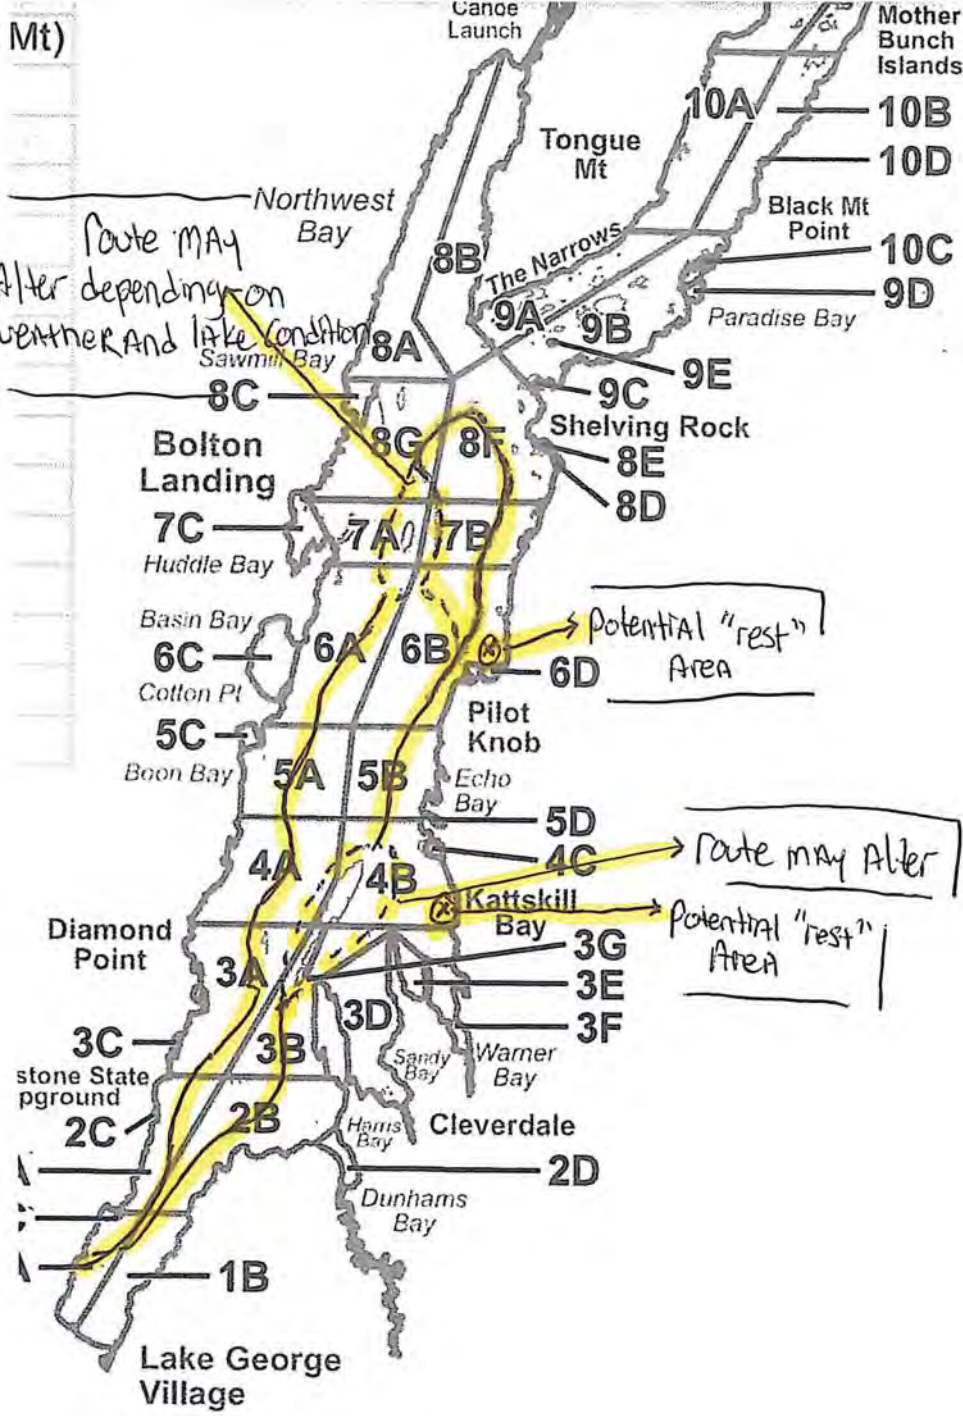 Mt)
Canoe
Launch
Mother
Bunch
Islands
10A
10B
Tongue
Mt
10D
Northwest
Bay
Black Mt
Point
route MAy
Alter depending on
weather And lake Condition
8B
The Narrows
10C
9A
9B
9D
Paradise Bay
8A
Sawmill Bay
9E
8C
9C
Shelving Rock
8G
8F
Bolton
Landing
8E
8D
7C
7A
7B
Huddle Bay
Basin Bay
Potential "rest"
Area
6A
6B
6C
6D
Cotton Pt
Pilot
Knob
5C
Boon Bay
5A
5B
Echo
Bay
5D
4C
route may Alter
4A
4B
Kattskill
Bay
Potential "rest"
Area
Diamond
Point
3G
3A
3E
3D
3F
3C
3B
Sandy
Bay
Warner
Bay
stone State
pground
2C
2B
Harris
Bay
Cleverdale
2D
Dunhams
Bay
1B
Lake George
Village